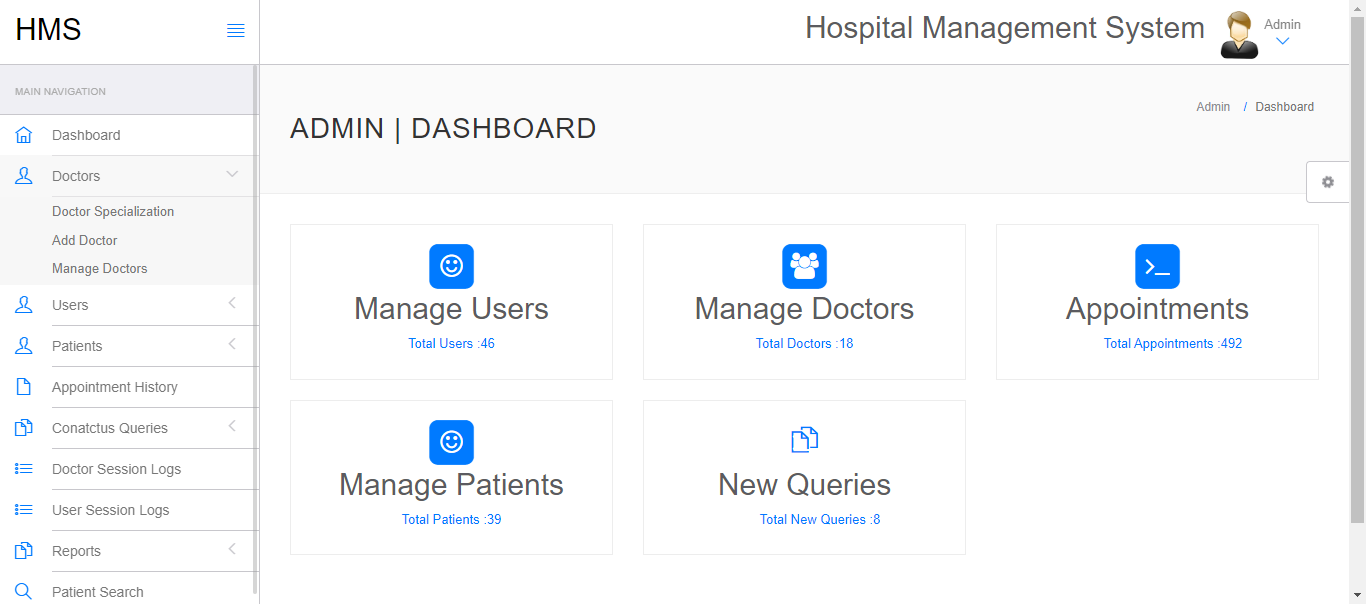 HMS
Hospital Management System
Admin
MAIN NAVIGATION
Dashboard
Doctors
Doctor Specialization
Add Doctor
Manage Doctors
Users
Patients
Appointment History
Conatctus Queries
Doctor Session Logs
User Session Logs
Reports
Patient Search
ADMIN | DASHBOARD
Admin / Dashboard
Manage Users
Total Users :46
Manage Doctors
Total Doctors :18
Appointments
Total Appointments :492
Manage Patients
Total Patients :39
New Queries
Total New Queries :8